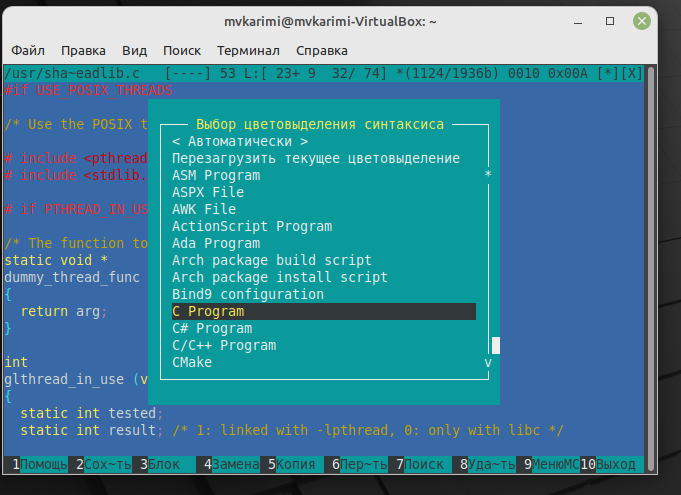 mvkarimi@mvkarimi-VirtualBox: ~
Файл Правка Вид Поиск Терминал Справка
/usr/sha~eadlib.c [----] 53 L:[ 23+ 9 32/ 74] *(1124/1936b) 0010 0x00A [*][X]
#if USE_POSIX_THREADS
/* Use the POSIX t
# include <pthread
# include <stdlib.
# if PTHREAD_IN_US
/* The function to
static void *
dummy_thread_func
{
return arg;
}
int
glthread_in_use (v
{
static int tested;
static int result; /* 1: linked with -lpthread, 0: only with libc */
Выбор цветовыделения синтаксиса
< Автоматически >
Перезагрузить текущее цветовыделение
ASM Program *
ASPX File
AWK File
ActionScript Program
Ada Program
Arch package build script
Arch package install script
Bind9 configuration
C Program
C# Program
C/C++ Program
CMake v
1Помощь 2Сох~ть 3Блок 4Замена 5Копия 6Пер~ть 7Поиск 8Уда~ть 9МенюMC 10Выход